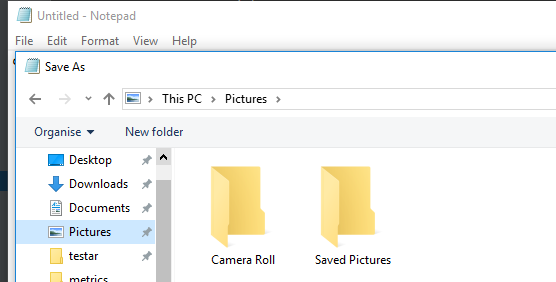 Untitled - Notepad
File Edit Format View Help
Save As
This PC Pictures
Organise New folder
Desktop
Downloads
Documents
Pictures
testar
metrics
Camera Roll Saved Pictures